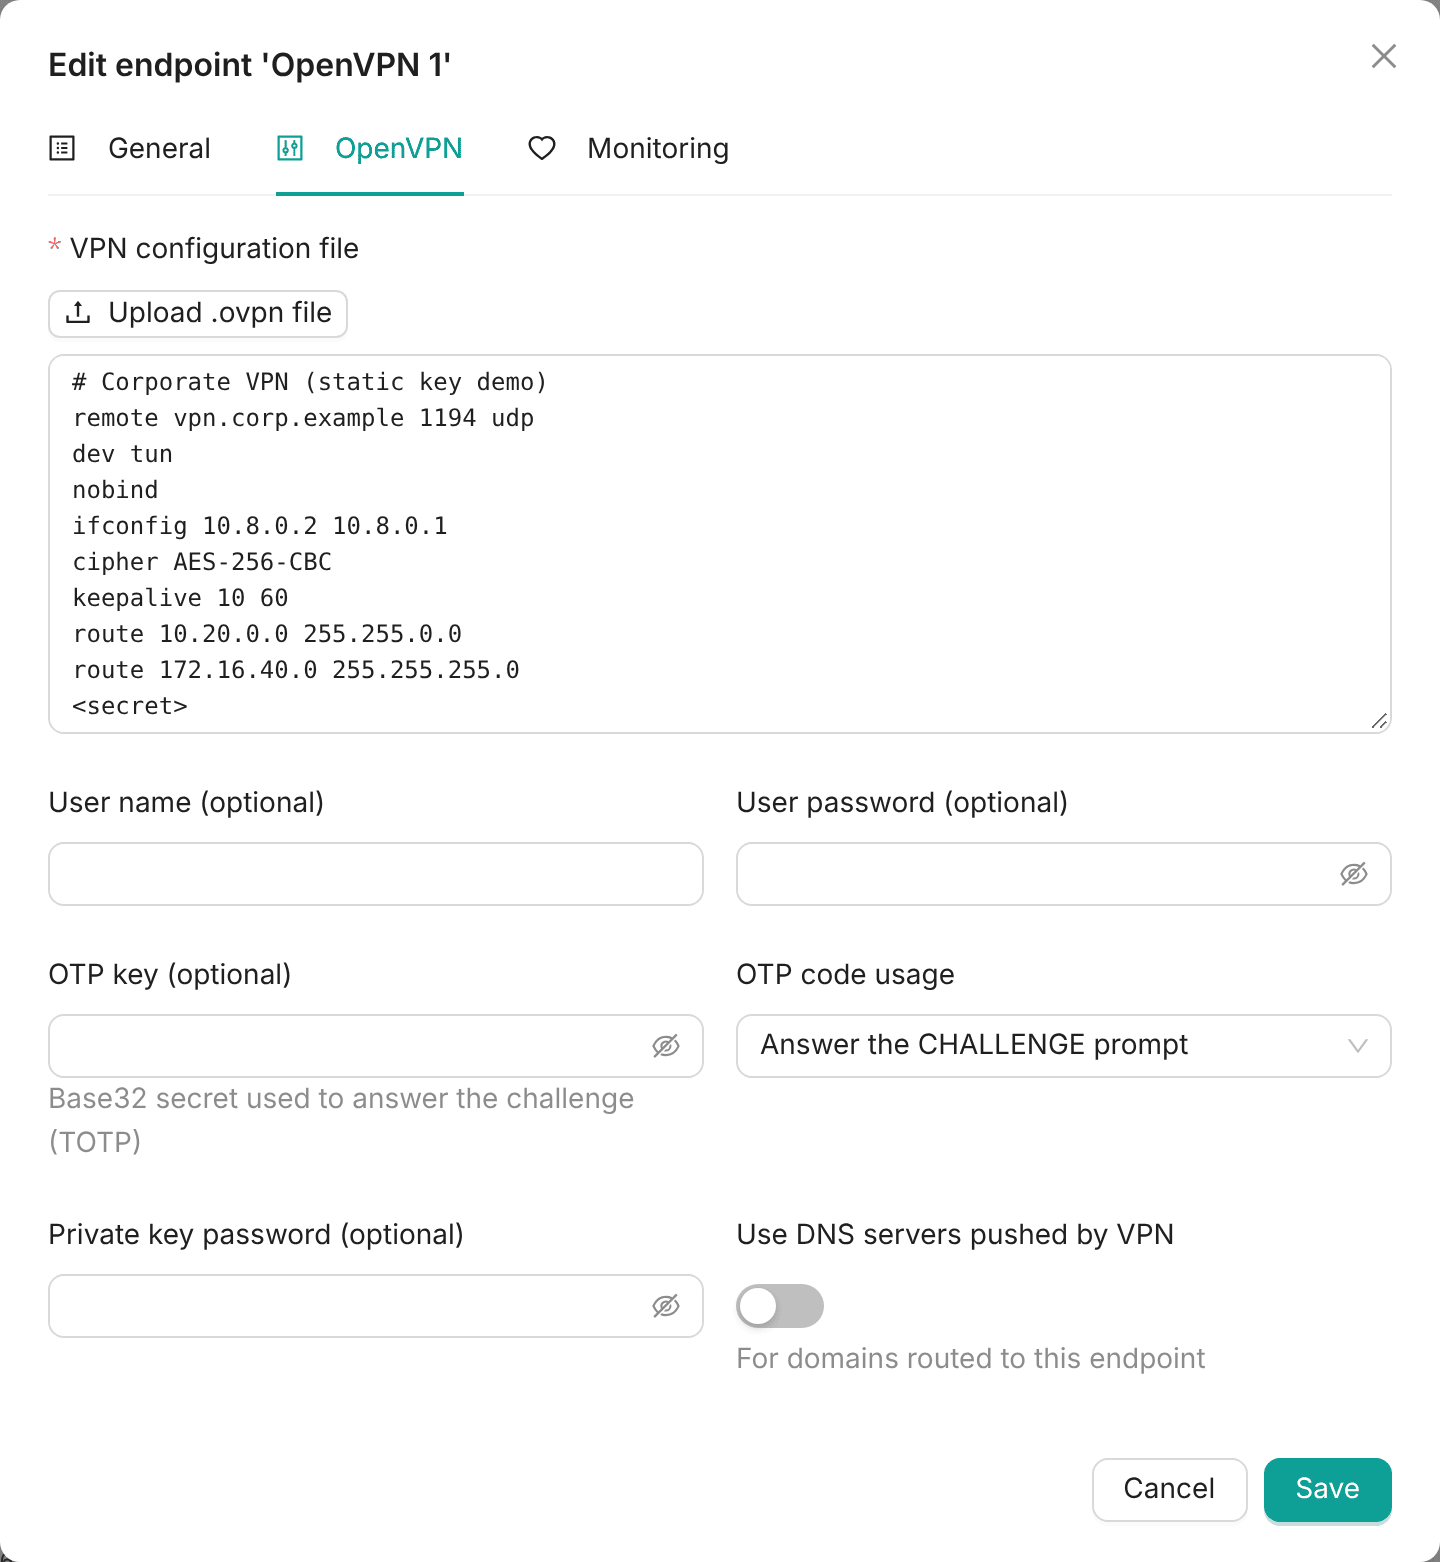 Edit endpoint 'OpenVPN 1'
General
OpenVPN
Monitoring
* VPN configuration file
Upload .ovpn file
# Corporate VPN (static key demo)
remote vpn.corp.example 1194 udp
dev tun
nobind
ifconfig 10.8.0.2 10.8.0.1
cipher AES-256-CBC
keepalive 10 60
route 10.20.0.0 255.255.0.0
route 172.16.40.0 255.255.255.0
<secret>
User name (optional)
User password (optional)
OTP key (optional)
OTP code usage
Answer the CHALLENGE prompt
Base32 secret used to answer the challenge
(TOTP)
Private key password (optional)
Use DNS servers pushed by VPN
For domains routed to this endpoint
Cancel
Save